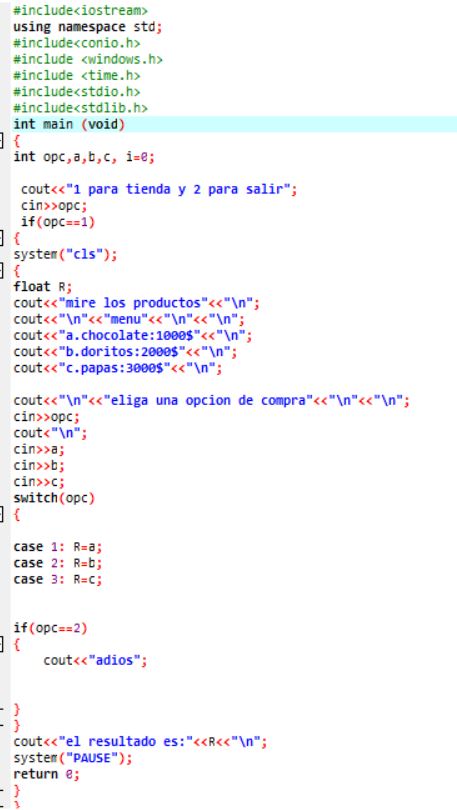 #include<iostream>
using namespace std;
#include<conio.h>
#include <windows.h>
#include <time.h>
#include<stdio.h>
#include<stdlib.h>
int main (void)
{
int opc,a,b,c, i=0;
cout<<"1 para tienda y 2 para salir";
cin>>opc;
if(opc==1)
{
system("cls");
{
float R;
cout<<"mire los productos"<<"\n";
cout<<"\n"<<"menu"<<"\n"<<"\n";
cout<<"a.chocolate:1000$"<<"\n";
cout<<"b.doritos:2000$"<<"\n";
cout<<"c.papas:3000$"<<"\n";
cout<<"\n"<<"eliga una opcion de compra"<<"\n"<<"\n";
cin>>opc;
cout<"\n";
cin>>a;
cin>>b;
cin>>c;
switch(opc)
{
case 1: R=a;
case 2: R=b;
case 3: R=c;
if(opc==2)
{
cout<<"adios";
}
}
cout<<"el resultado es:"<<R<<"\n";
system("PAUSE");
return 0;
}
}